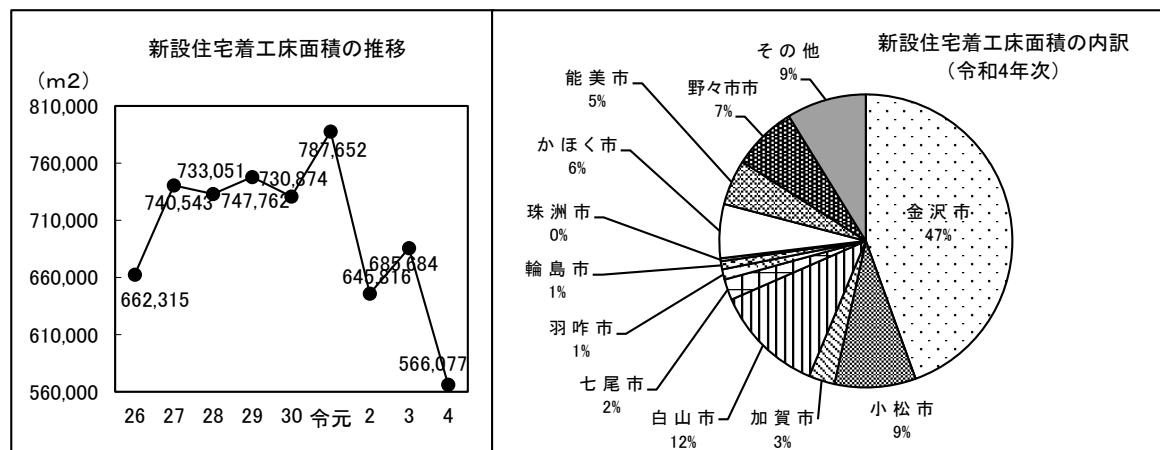 新設住宅着工床面積の推移
（m2）
810,000
760,000
710,000
660,000
610,000
560,000
662,315
740,543
733,051
747,762
730,874
787,652
645,816
685,684
566,077
26 27 28 29 30 令元 2 3 4
新設住宅着工床面積の内訳
（令和4年次）
金沢市
47%
小松市
9%
加賀市
3%
白山市
12%
七尾市
2%
羽咋市
1%
輪島市
1%
珠洲市
0%
かほく市
6%
能美市
5%
野々市市
7%
その他
9%